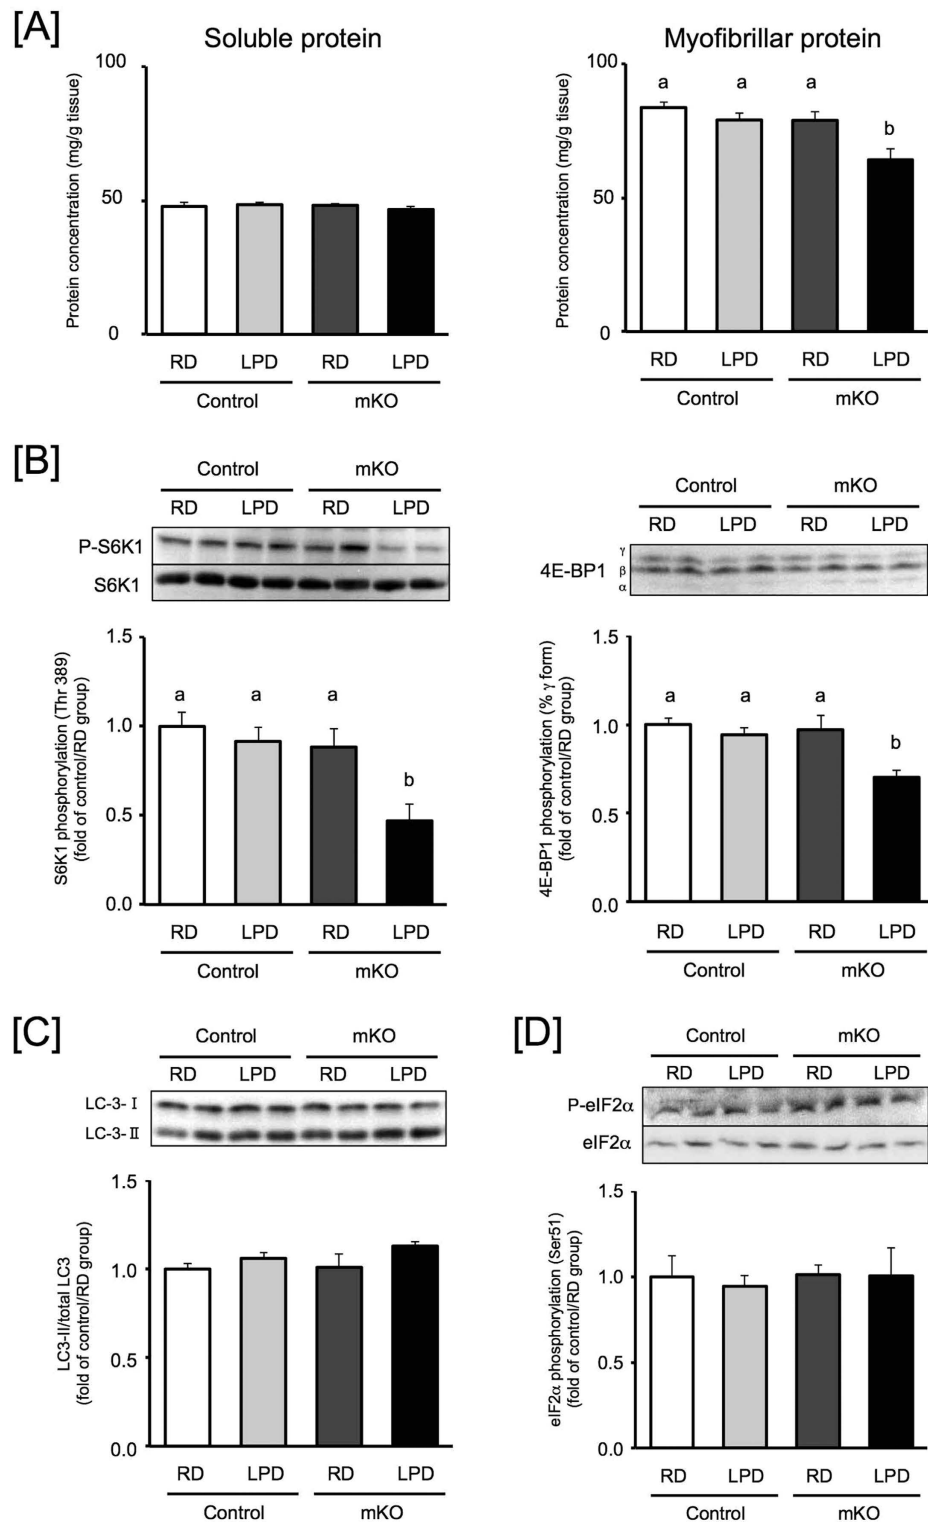 [A]
Soluble protein
Myofibrillar protein
Protein concentration (mg/g tissue)
100
50
0
RD LPD RD LPD
Control mKO
Protein concentration (mg/g tissue)
100
50
0
a a a b
RD LPD RD LPD
Control mKO
[B]
Control mKO
RD LPD RD LPD
P-S6K1
S6K1
S6K1 phosphorylation (Thr 389)
(fold of control/RD group)
1.5
1.0
0.5
0.0
a a a b
RD LPD RD LPD
Control mKO
Control mKO
RD LPD RD LPD
4E-BP1
γ
β
α
4E-BP1 phosphorylation (% γ form)
(fold of control/RD group)
1.5
1.0
0.5
0.0
a a a b
RD LPD RD LPD
Control mKO
[C]
Control mKO
RD LPD RD LPD
LC-3-Ⅰ
LC-3-Ⅱ
LC3-II/total LC3
(fold of control/RD group)
1.5
1.0
0.5
0.0
RD LPD RD LPD
Control mKO
[D]
Control mKO
RD LPD RD LPD
P-eIF2α
eIF2α
eIF2α phosphorylation (Ser51)
(fold of control/RD group)
1.5
1.0
0.5
0.0
RD LPD RD LPD
Control mKO